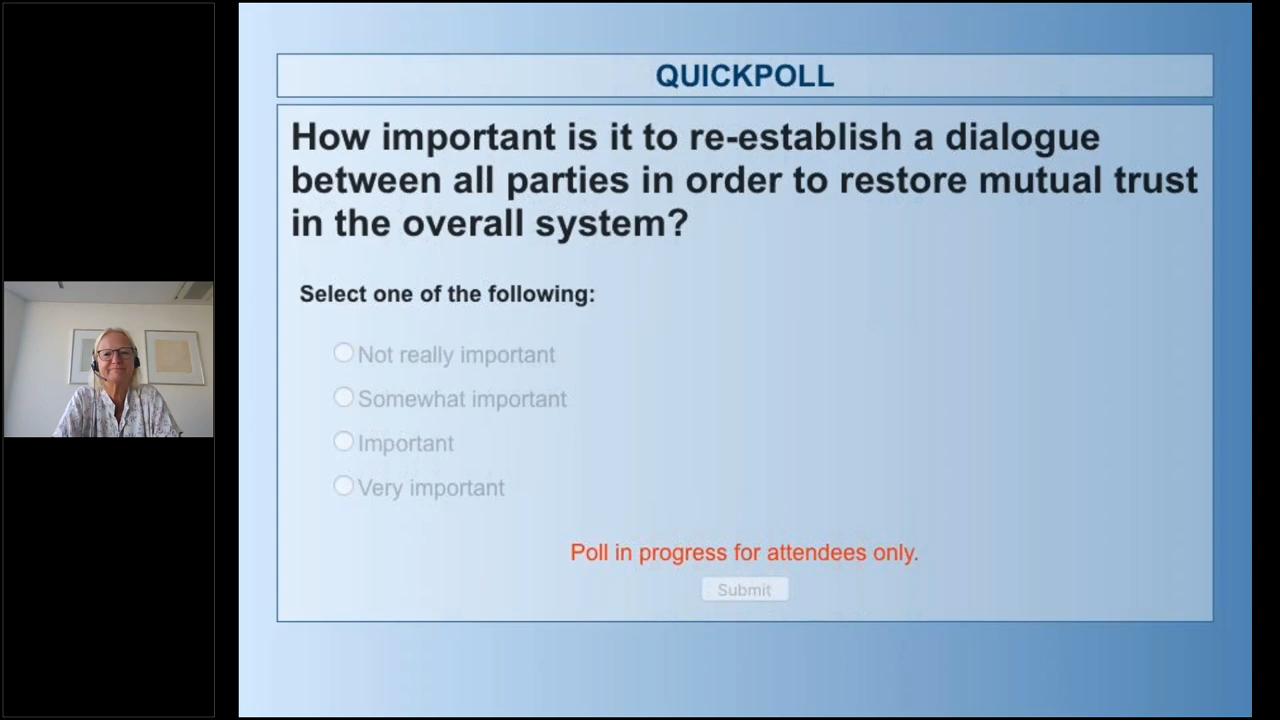 QUICKPOLL
How important is it to re-establish a dialogue
between all parties in order to restore mutual trust
in the overall system?
Select one of the following:
Not really important
Somewhat important
Important
Very important
Poll in progress for attendees only.
Submit